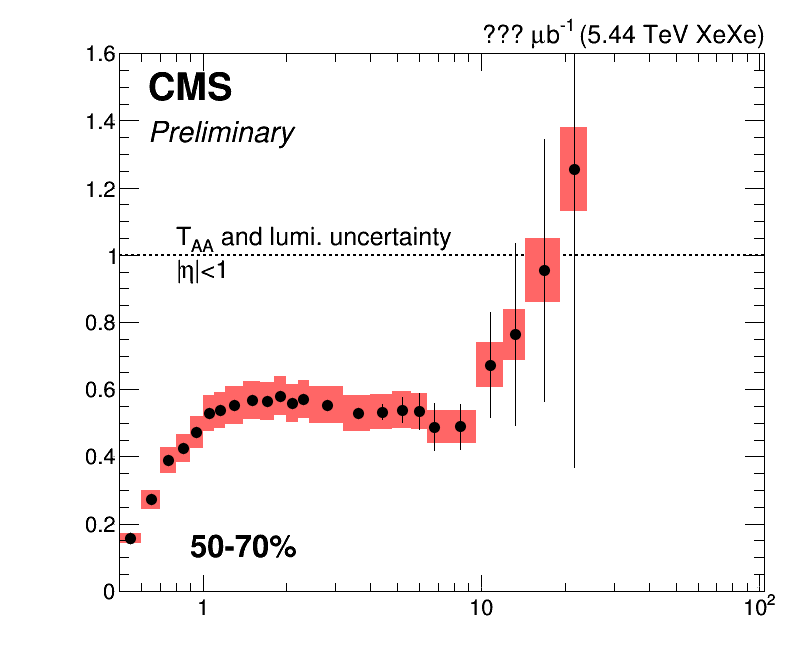 ??? μb⁻¹ (5.44 TeV XeXe)
CMS
Preliminary
T_AA and lumi. uncertainty
|η|<1
50-70%
1.6
1.4
1.2
1
0.8
0.6
0.4
0.2
0
1 10 10²